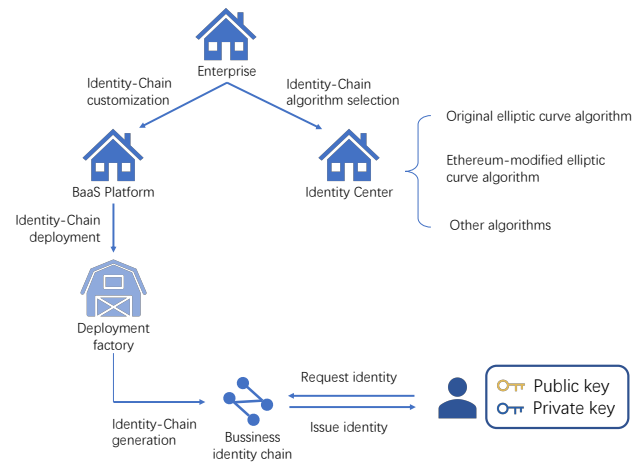 Enterprise
Identity-Chain
customization
Identity-Chain
algorithm selection
BaaS Platform
Identity Center
Original elliptic curve algorithm
Ethereum-modified elliptic
curve algorithm
Other algorithms
Identity-Chain
deployment
Deployment
factory
Identity-Chain
generation
Bussiness
identity chain
Request identity
Issue identity
Public key
Private key